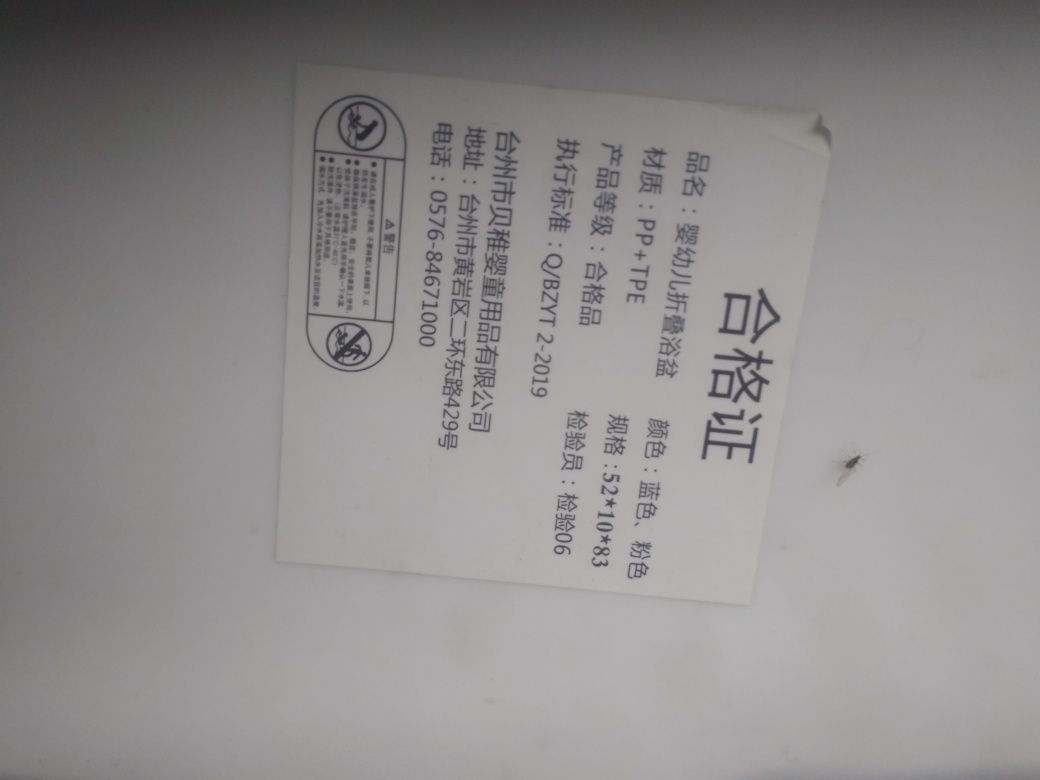 合格证
品名：婴幼儿折叠浴盆 颜色：蓝色、粉色
材质：PP+TPE 规格:52*10*83
产品等级：合格品 检验员：检验06
执行标准：Q/BZYT 2-2019
台州市贝稚婴童用品有限公司
地址：台州市黄岩区二环东路429号
电话：0576-84671000
警告